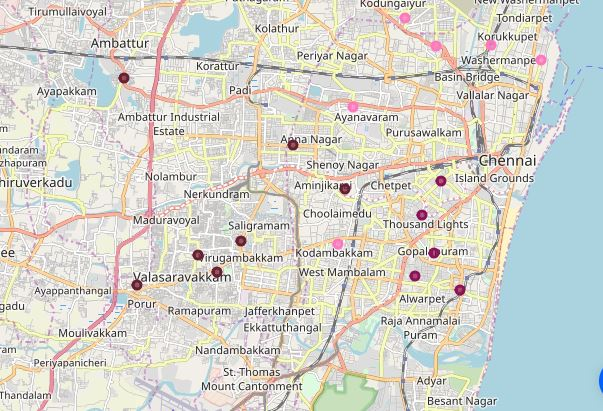 Tirumullaivoyal
Kodungaiyur
New Washermanpet
Tondiarpet
Kolathur
Korukkupet
Ambattur
Periyar Nagar
Washermanpe
Korattur
Basin Bridge
Ayapakkam
Padi
Vallalar Nagar
Ambattur Industrial
Estate
Ayanavaram
Purasawalkam
Anna Nagar
Shenoy Nagar
Chennai
Nolambur
Island Grounds
Aminjikarai
Chetpet
Nerkundram
Choolaimedu
Maduravoyal
Saligramam
Thousand Lights
Kodambakkam
Gopalapuram
Virugambakkam
West Mambalam
Valasaravakkam
Ayappanthangal
Porur
Alwarpet
Ramapuram
Jafferkhanpet
Ekkattuthangal
Raja Annamalai
Puram
Moulivakkam
Nandambakkam
Periyapanicheri
St. Thomas
Mount Cantonment
Adyar
Thandalam
Besant Nagar